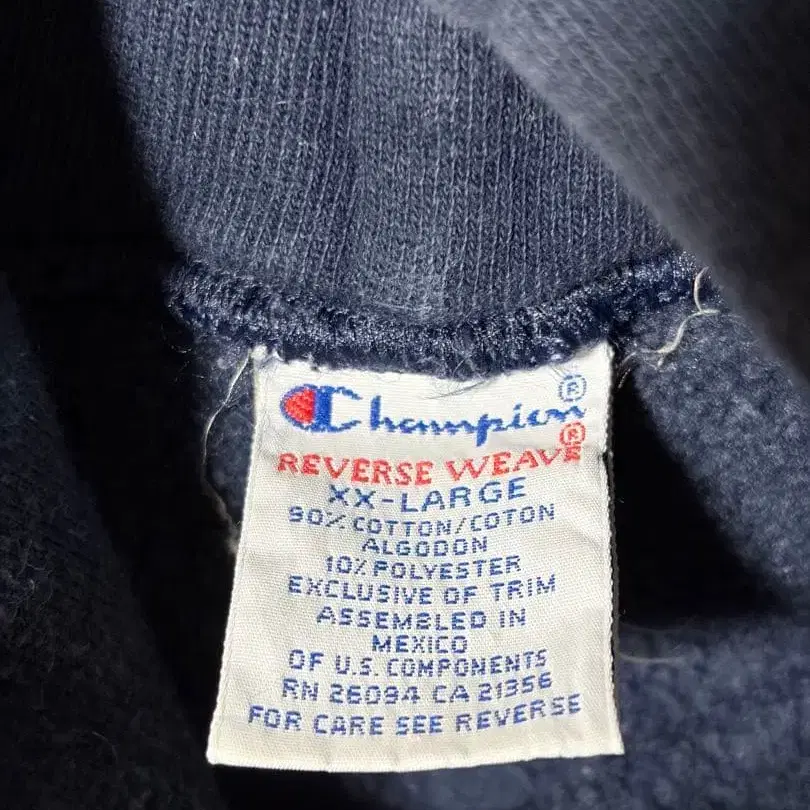 Champion®
REVERSE WEAVE®
XX-LARGE
90% COTTON/COTON
ALGODON
10% POLYESTER
EXCLUSIVE OF TRIM
ASSEMBLED IN
MEXICO
OF U.S. COMPONENTS
RN 26094 CA 21356
FOR CARE SEE REVERSE